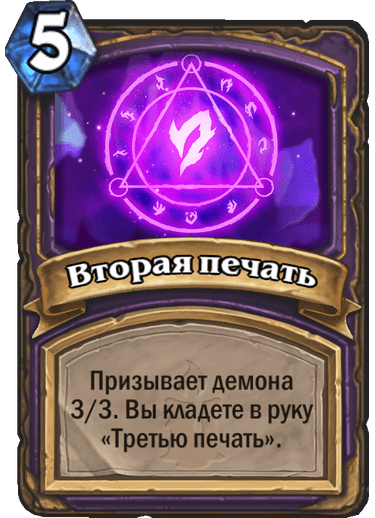 5
Вторая печать
Призывает демона
3/3. Вы кладете в руку
«Третью печать».